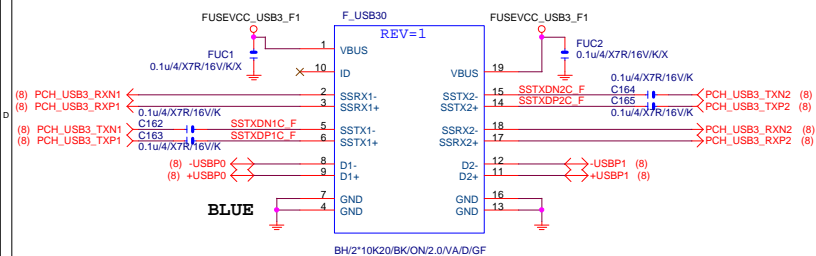 FUSEVCC_USB3_F1 F_USB30 FUSEVCC_USB3_F1
REV=1
FUC1
0.1u/4/X7R/16V/K/X
1 VBUS
FUC2
0.1u/4/X7R/16V/K
10 ID
VBUS 19
0.1u/4/X7R/16V/K
(8) PCH_USB3_RXN1 2 SSRX1-
(8) PCH_USB3_RXP1 3 SSRX1+
SSTX2- 15 SSTXDN2C_F C164 PCH_USB3_TXN2 (8)
SSTX2+ 14 SSTXDP2C_F C165 PCH_USB3_TXP2 (8)
0.1u/4/X7R/16V/K
0.1u/4/X7R/16V/K
(8) PCH_USB3_TXN1 C162 SSTXDN1C_F 5 SSTX1-
(8) PCH_USB3_TXP1 C163 SSTXDP1C_F 6 SSTX1+
0.1u/4/X7R/16V/K
SSRX2- 18 PCH_USB3_RXN2 (8)
SSRX2+ 17 PCH_USB3_RXP2 (8)
(8) -USBP0 8 D1-
(8) +USBP0 9 D1+
D2- 12 -USBP1 (8)
D2+ 11 +USBP1 (8)
7 GND
4 GND
GND 16
GND 13
BLUE
BH/2*10K20/BK/ON/2.0/VA/D/GF
D